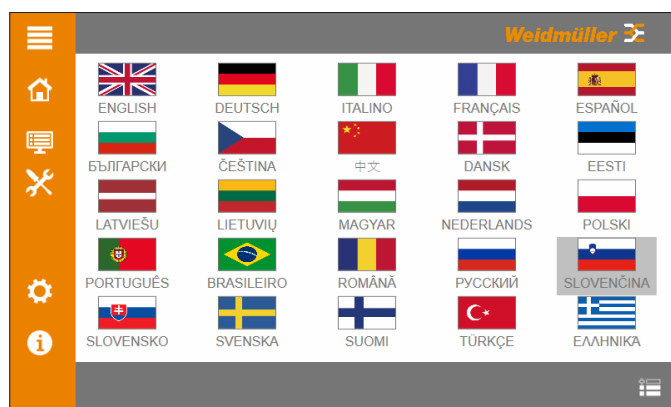 Weidmüller
ENGLISH DEUTSCH ITALINO FRANÇAIS ESPAÑOL
БЪЛГАРСКИ ČEŠTINA 中文 DANSK EESTI
LATVIEŠU LIETUVIŲ MAGYAR NEDERLANDS POLSKI
PORTUGUÊS BRASILEIRO ROMÂNĂ РУССКИЙ SLOVENČINA
SLOVENSKO SVENSKA SUOMI TÜRKÇE ΕΛΛΗΝΙΚΆ